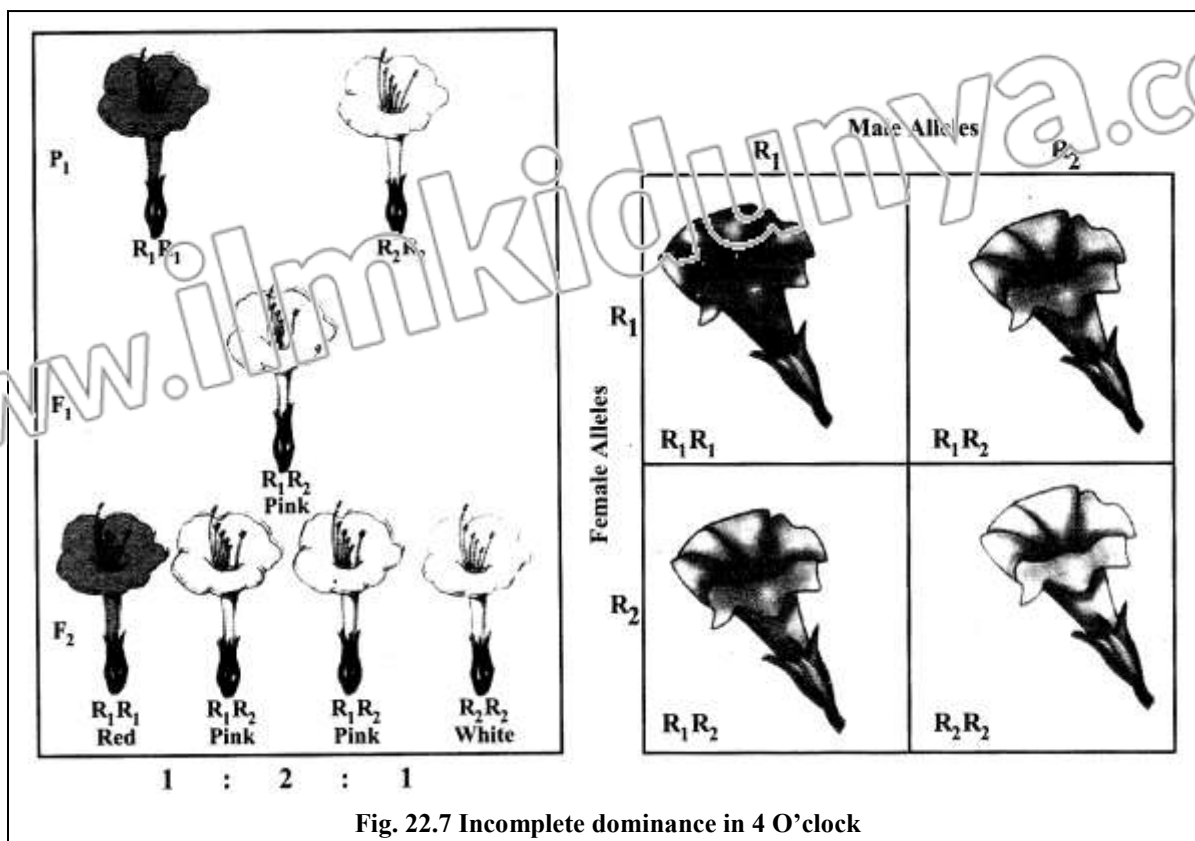 P₁
R₁R₁
R₂R₂
F₁
R₁R₂
Pink
F₂
R₁R₁ R₁R₂ R₁R₂ R₂R₂
Red Pink Pink White
1 : 2 : 1
Male Alleles
R₁ R₂
Female Alleles
R₁
R₁R₁ R₁R₂
R₂
R₁R₂ R₂R₂
Fig. 22.7 Incomplete dominance in 4 O’clock
www.ilmkidunya.co